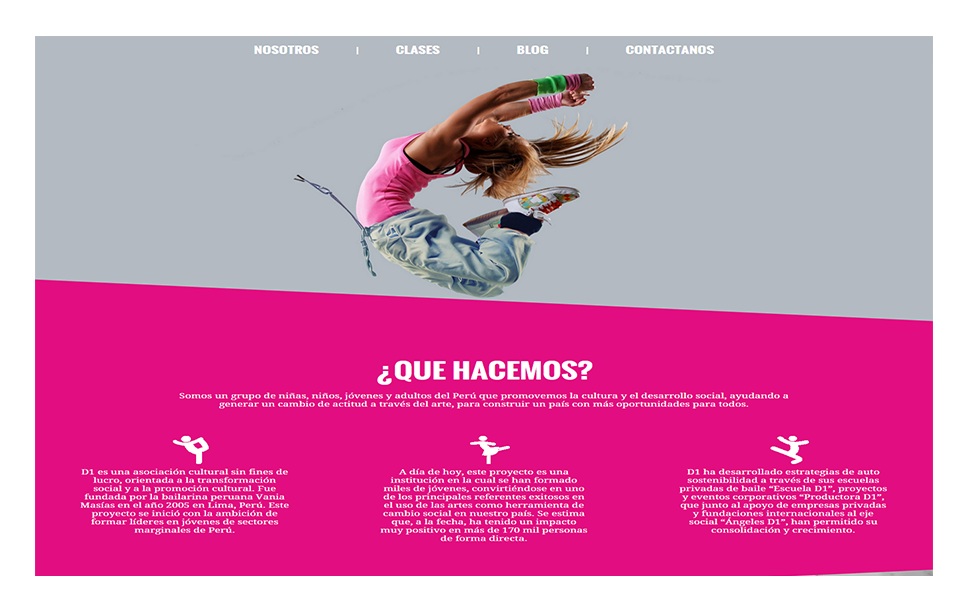 NOSOTROS | CLASES | BLOG | CONTACTANOS
¿QUE HACEMOS?
Somos un grupo de niñas, niños, jóvenes y adultos del Perú que promovemos la cultura y el desarrollo social, ayudando a
generar un cambio de actitud a través del arte, para construir un país con más oportunidades para todos.
D1 es una asociación cultural sin fines de
lucro, orientada a la transformación
social y a la promoción cultural. Fue
fundada por la bailarina peruana Vania
Masías en el año 2005 en Lima, Perú. Este
proyecto se inició con la ambición de
formar líderes en jóvenes de sectores
marginales de Perú.
A día de hoy, este proyecto es una
institución en la cual se han formado
miles de jóvenes, convirtiéndose en uno
de los principales referentes exitosos en
el uso de las artes como herramienta de
cambio social en nuestro país. Se estima
que, a la fecha, ha tenido un impacto
muy positivo en más de 170 mil personas
de forma directa.
D1 ha desarrollado estrategias de auto
sostenibilidad a través de sus escuelas
privadas de baile “Escuela D1”, proyectos
y eventos corporativos “Productora D1”,
que junto al apoyo de empresas privadas
y fundaciones internacionales al eje
social “Ángeles D1”, han permitido su
consolidación y crecimiento.